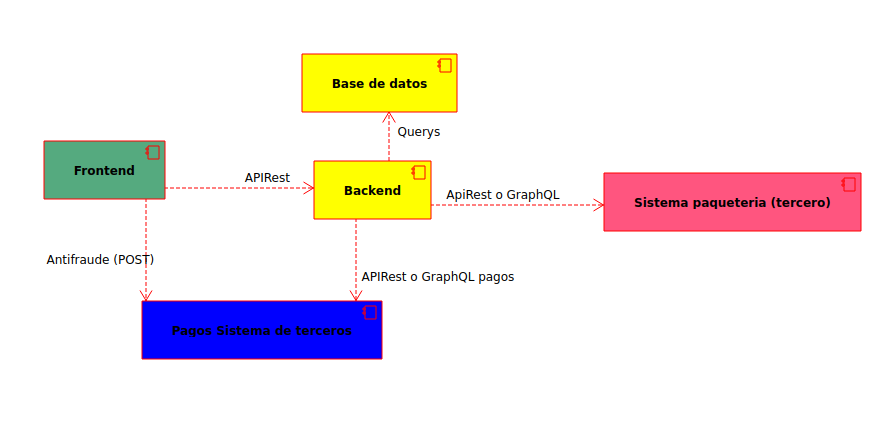 Base de datos
Querys
Frontend
APIRest
Backend
ApiRest o GraphQL
Sistema paqueteria (tercero)
Antifraude (POST)
APIRest o GraphQL pagos
Pagos Sistema de terceros